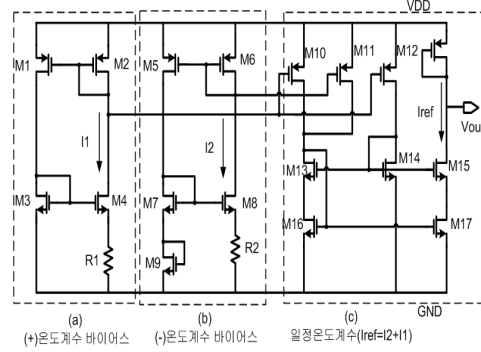 VDD
M1
M2
M5
M6
M10
M11
M12
I1
I2
Iref
Vou
M3
M4
M7
M8
M13
M14
M15
R1
R2
M9
M16
M17
GND
(a)
(+)온도계수 바이어스
(b)
(-)온도계수 바이어스
(c)
일정온도계수(Iref=I2+I1)